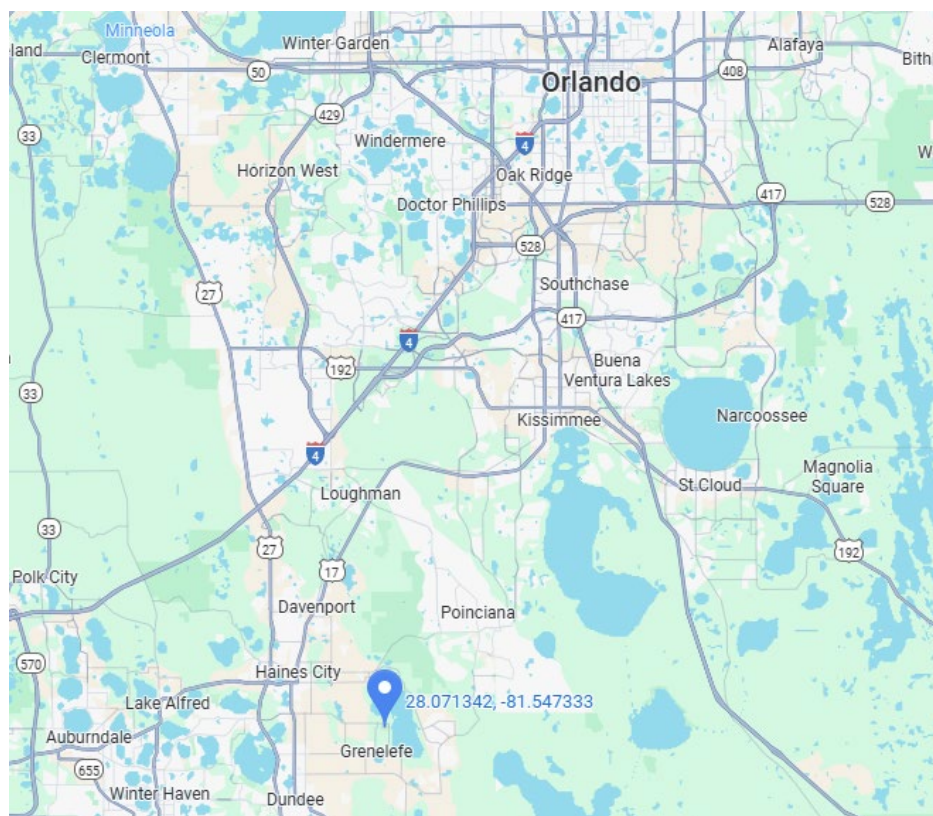 Mineola
Winter Garden
Alafaya
land
Clermont
Bith
50
408
Orlando
429
33
Windermere
4
Horizon West
Oak Ridge
W
417
Doctor Phillips
528
528
Southchase
27
417
4
192
Buena
Ventura Lakes
33
Kissimmee
Narcoossee
4
Loughman
St Cloud
Magnolia
Square
33
27
192
17
Polk City
Davenport
Poinciana
570
Haines City
28.071342, -81.547333
Lake Alfred
Auburndale
Grenelefe
655
Winter Haven
Dundee